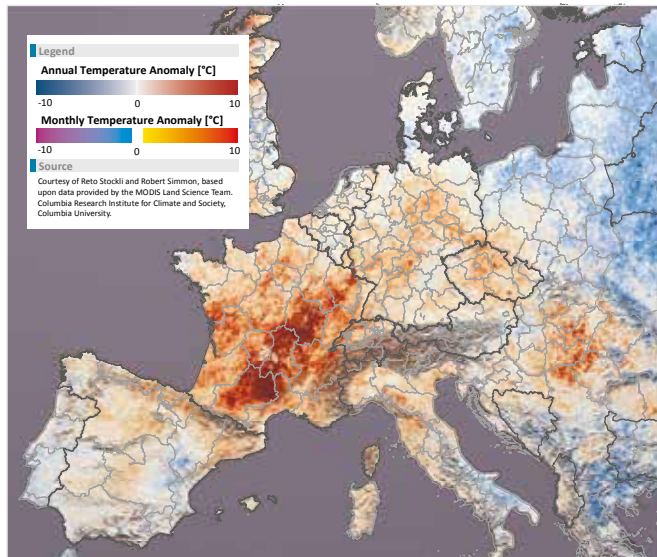 Legend
Annual Temperature Anomaly [°C]
-10 0 10
Monthly Temperature Anomaly [°C]
-10 0 10
Source
Courtesy of Reto Stockli and Robert Simmon, based
upon data provided by the MODIS Land Science Team.
Columbia Research Institute for Climate and Society,
Columbia University.